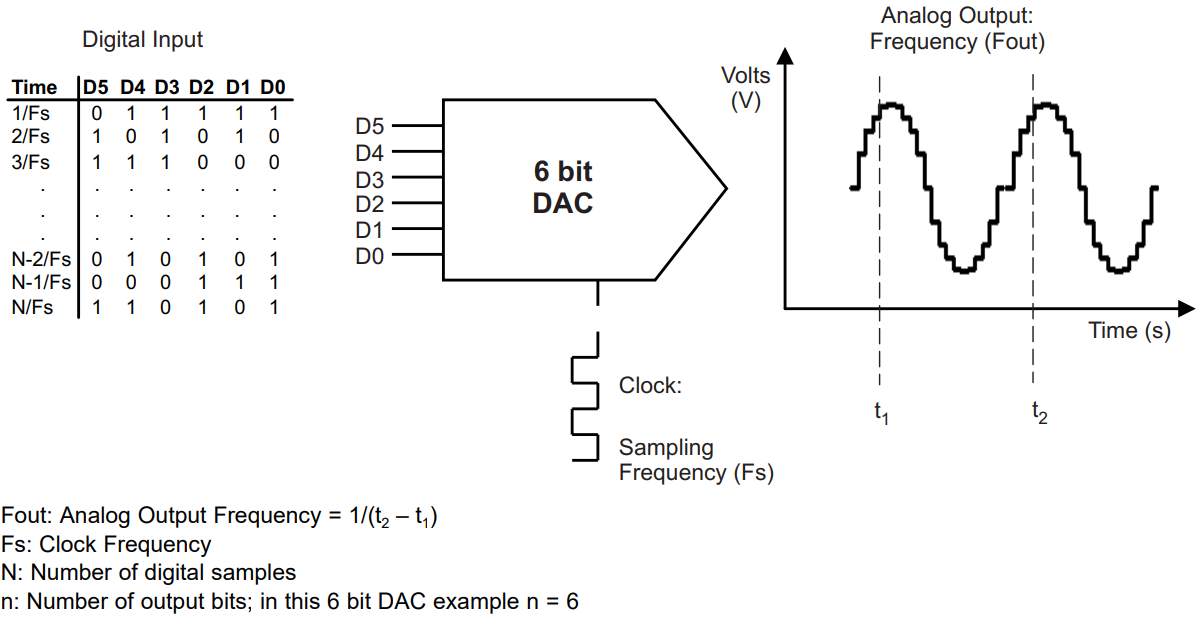 Digital Input
Time D5 D4 D3 D2 D1 D0
1/Fs 0 1 1 1 1 1
2/Fs 1 0 1 0 1 0
3/Fs 1 1 1 0 0 0
. . . . . . .
. . . . . . .
. . . . . . .
N-2/Fs 0 1 0 1 0 1
N-1/Fs 0 0 0 1 1 1
N/Fs 1 1 0 1 0 1
D5
D4
D3
D2
D1
D0
6 bit
DAC
Clock:
Sampling
Frequency (Fs)
Analog Output:
Frequency (Fout)
Volts
(V)
Time (s)
t1
t2
Fout: Analog Output Frequency = 1/(t2 – t1)
Fs: Clock Frequency
N: Number of digital samples
n: Number of output bits; in this 6 bit DAC example n = 6